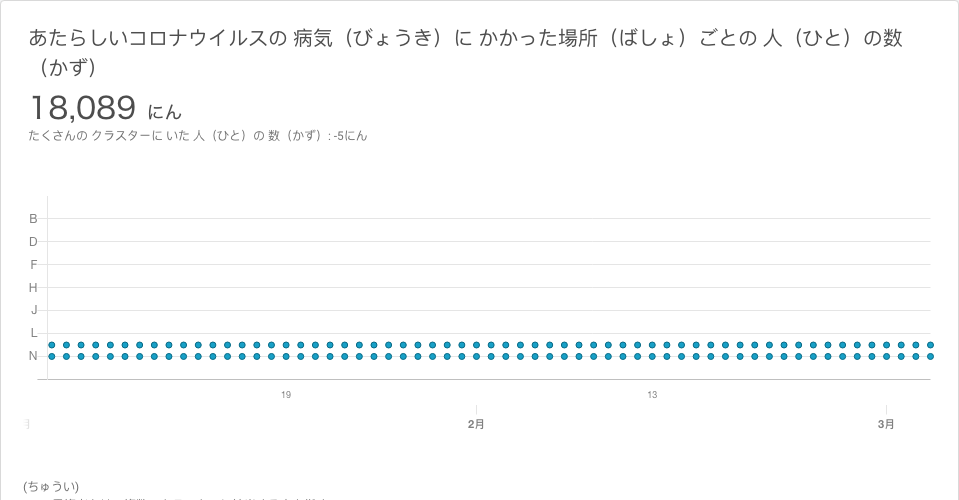 あたらしいコロナウイルスの 病気（びょうき）に かかった場所（ばしょ）ごとの 人（ひと）の数
（かず）
18,089 にん
たくさんの クラスターに いた 人（ひと）の 数（かず）: -5にん
B
D
F
H
J
L
N
19
13
2月
3月
(ちゅうい)